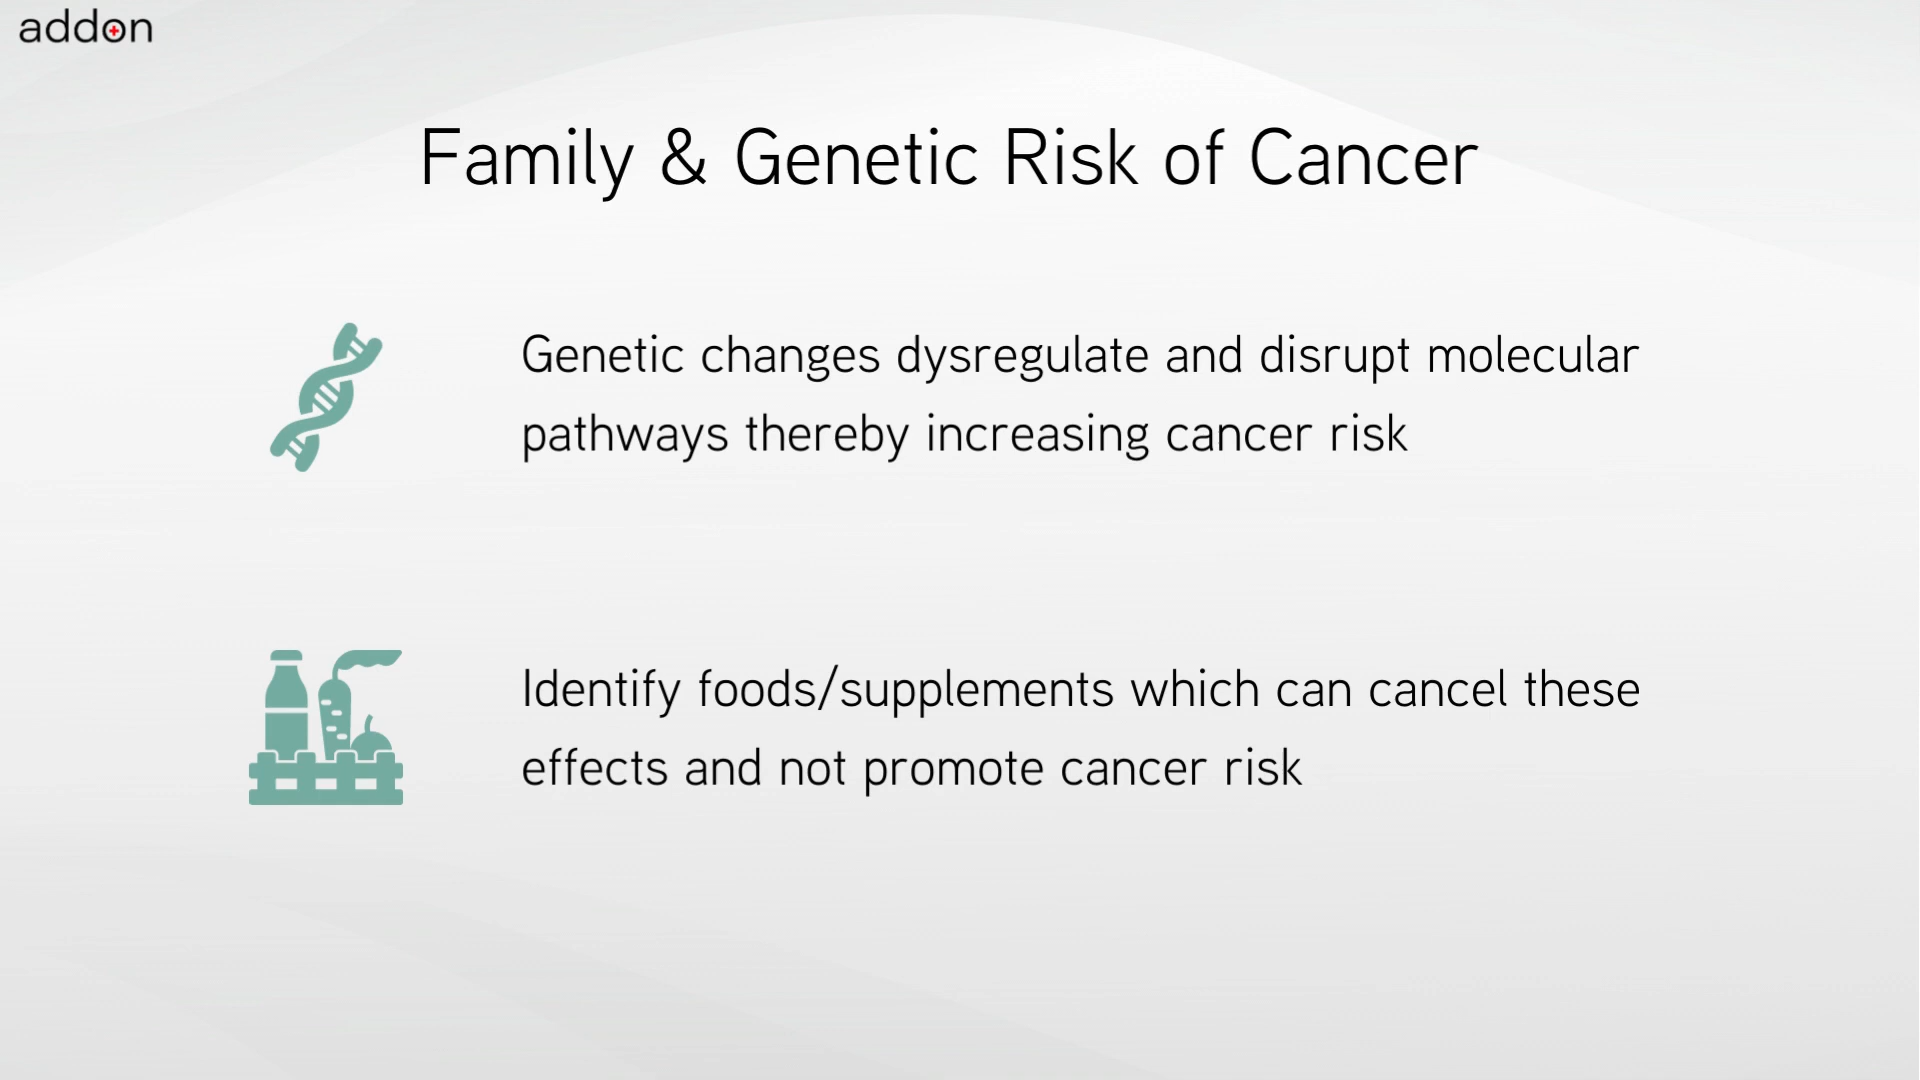 addon
Family & Genetic Risk of Cancer
Genetic changes dysregulate and disrupt molecular
pathways thereby increasing cancer risk
Identify foods/supplements which can cancel these
effects and not promote cancer risk